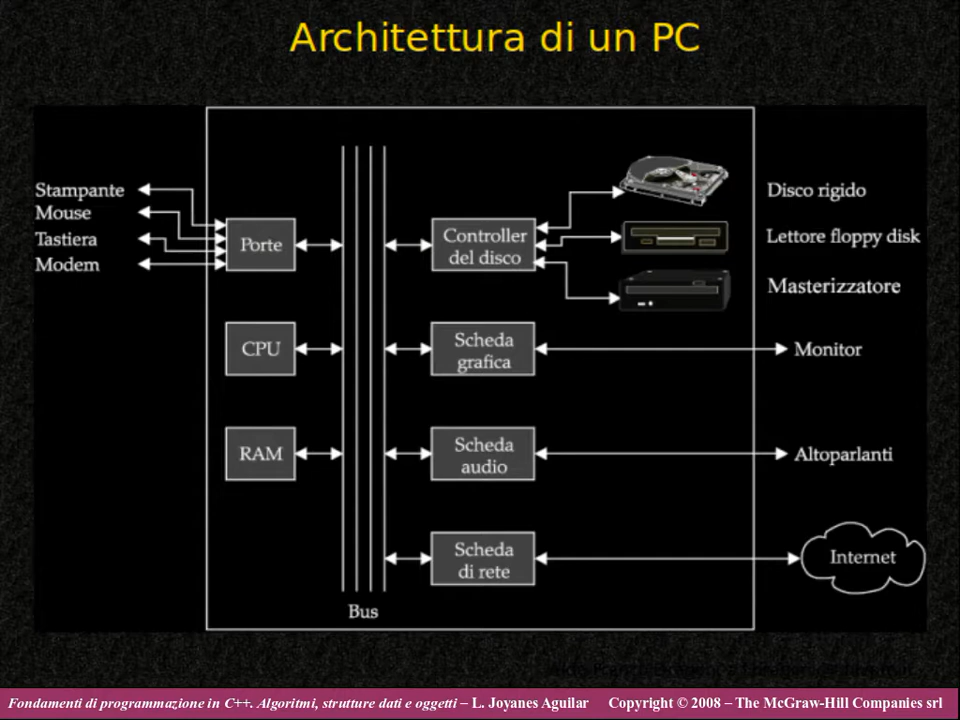 Architettura di un PC
Stampante
Mouse
Tastiera
Modem
Porte
CPU
RAM
Bus
Controller
del disco
Scheda
grafica
Scheda
audio
Scheda
di rete
Disco rigido
Lettore floppy disk
Masterizzatore
Monitor
Altoparlanti
Internet
Fondamenti di programmazione in C++. Algoritmi, strutture dati e oggetti – L. Joyanes Aguilar Copyright © 2008 – The McGraw-Hill Companies srl